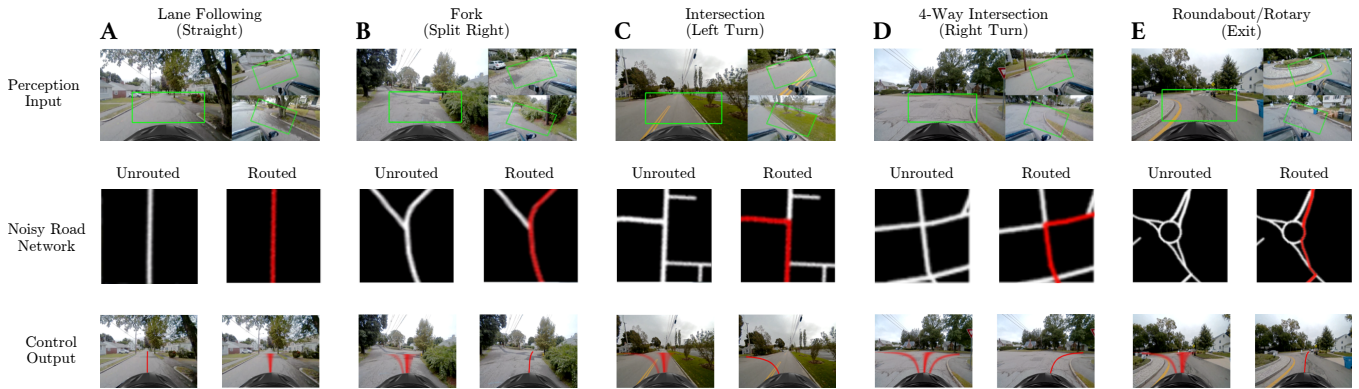 A
Lane Following
(Straight)
B
Fork
(Split Right)
C
Intersection
(Left Turn)
D
4-Way Intersection
(Right Turn)
E
Roundabout/Rotary
(Exit)
Perception
Input
Unrouted
Routed
Unrouted
Routed
Unrouted
Routed
Unrouted
Routed
Unrouted
Routed
Noisy Road
Network
Control
Output